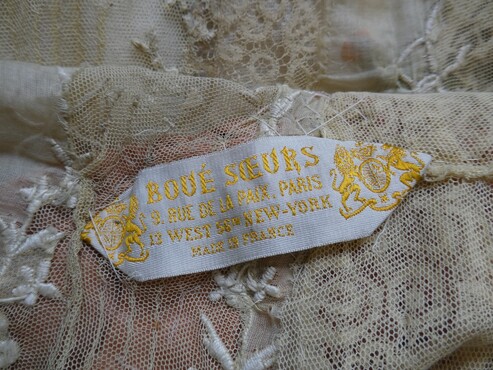 BOUÉ SŒURS
9, RUE DE LA PAIX, PARIS
13 WEST 56TH NEW-YORK
MADE IN FRANCE